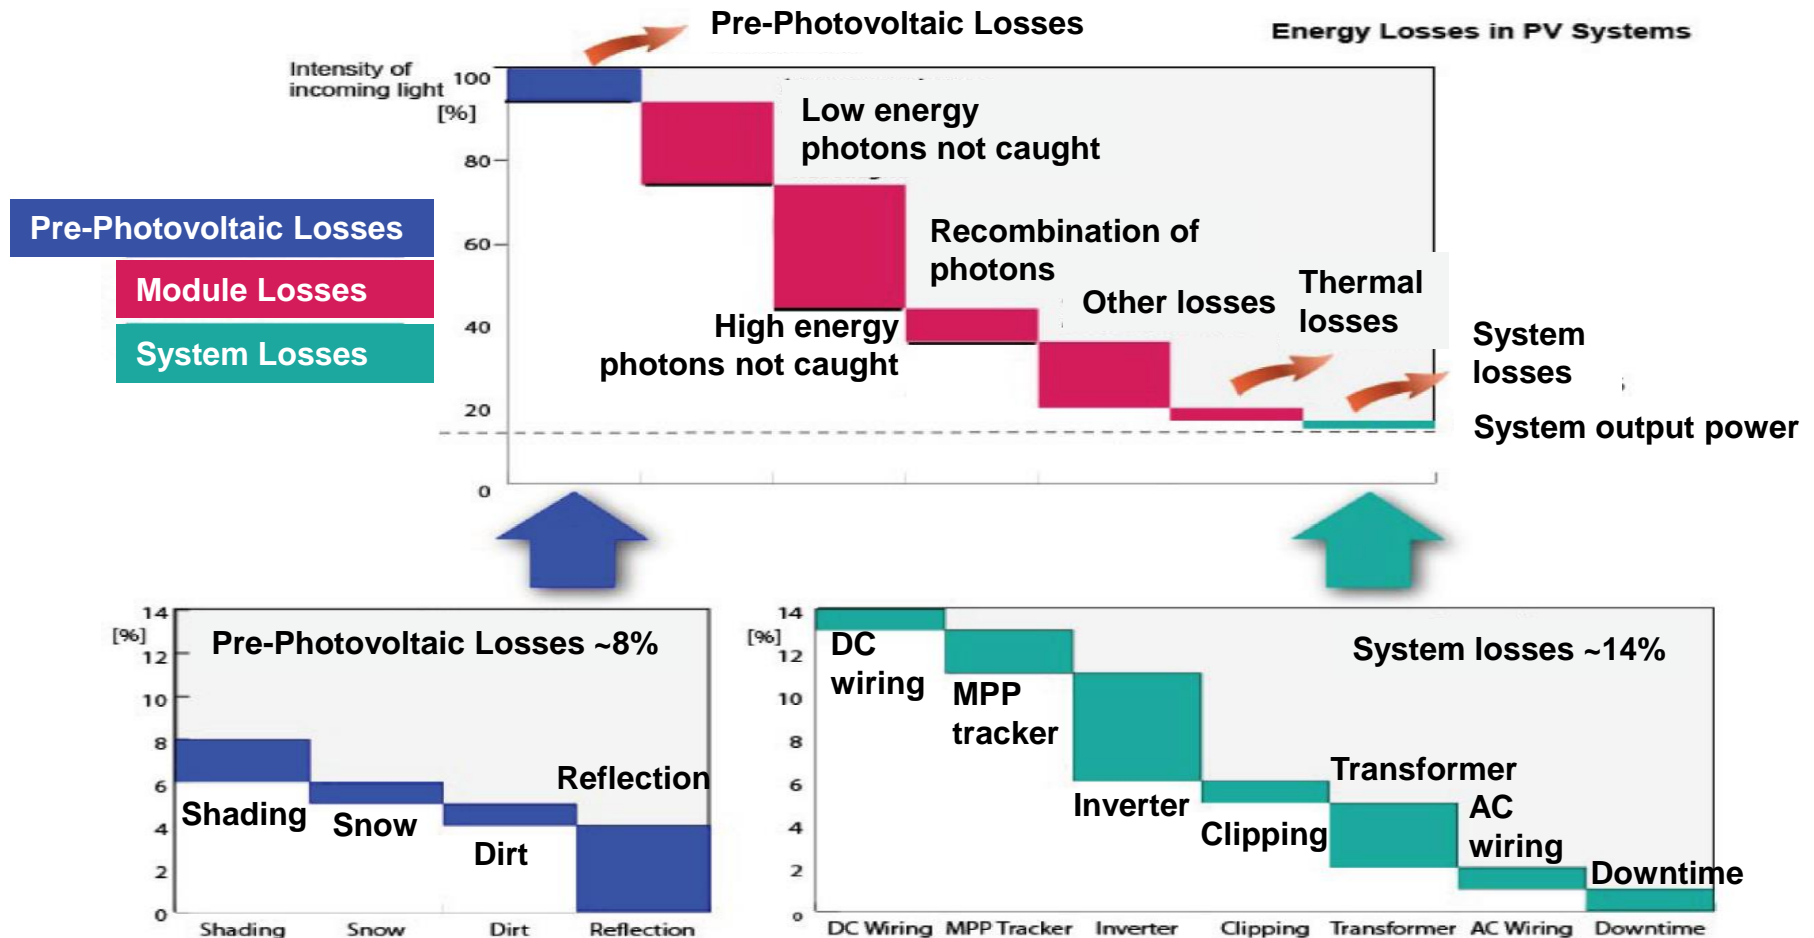 Pre-Photovoltaic Losses
Energy Losses in PV Systems
Intensity of
incoming light
[%]
100
80
60
40
20
0
Low energy
photons not caught
Pre-Photovoltaic Losses
Module Losses
System Losses
Recombination of
photons
High energy
photons not caught
Other losses
Thermal
losses
System
losses
System output power
14
[%]
12
10
8
6
4
2
0
Pre-Photovoltaic Losses ~8%
Shading
Snow
Dirt
Reflection
Shading
Snow
Dirt
Reflection
14
[%]
12
10
8
6
4
2
0
System losses ~14%
DC
wiring
MPP
tracker
Inverter
Clipping
Transformer
AC
wiring
Downtime
DC Wiring
MPP Tracker
Inverter
Clipping
Transformer
AC Wiring
Downtime